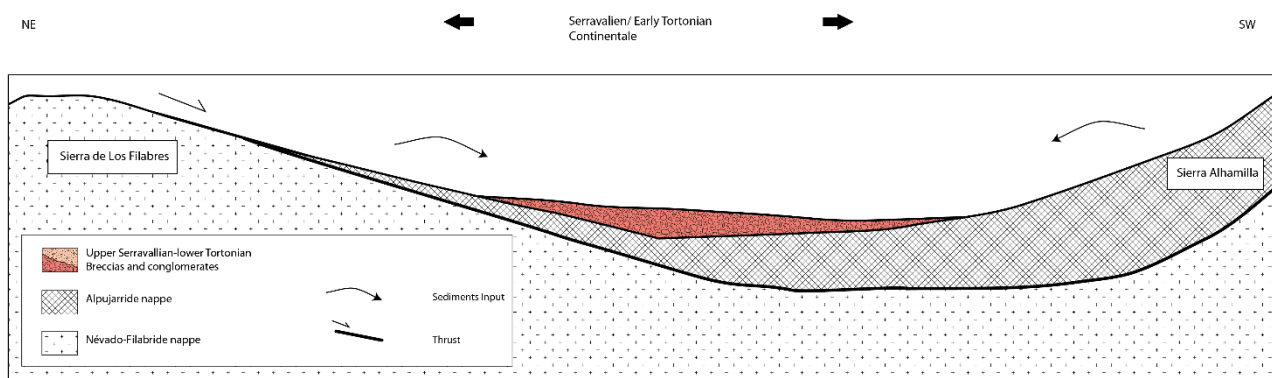 NE
Serravalien/ Early Tortonian
Continentale
SW
Sierra de Los Filabres
Sierra Alhamilla
Upper Serravallian-lower Tortonian
Breccias and conglomerates
Alpujarride nappe
Névado-Filabride nappe
Sediments Input
Thrust